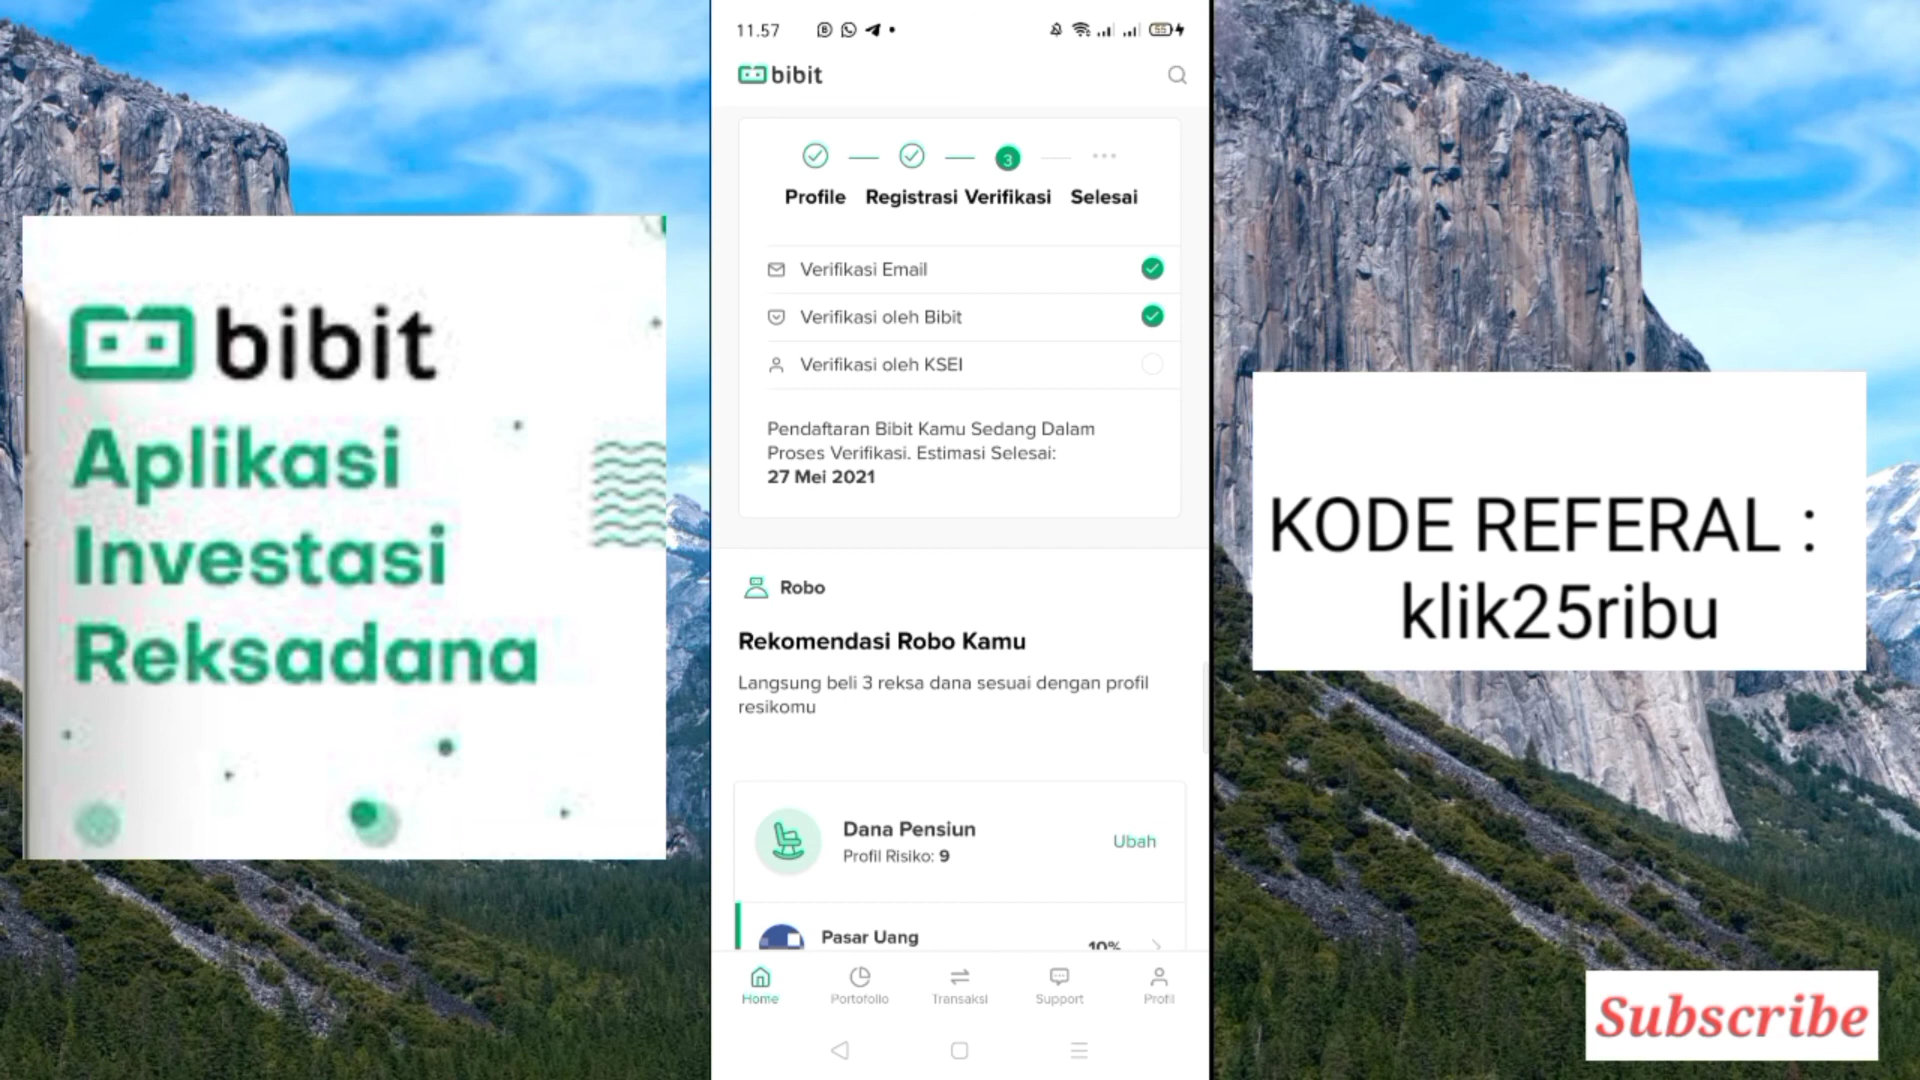 bibit
Aplikasi
Investasi
Reksadana
11.57
55
bibit
3
Profile Registrasi Verifikasi Selesai
Verifikasi Email
Verifikasi oleh Bibit
Verifikasi oleh KSEI
Pendaftaran Bibit Kamu Sedang Dalam
Proses Verifikasi. Estimasi Selesai:
27 Mei 2021
Robo
Rekomendasi Robo Kamu
Langsung beli 3 reksa dana sesuai dengan profil
resikomu
Dana Pensiun
Profil Risiko: 9
Ubah
Pasar Uang
10%
Home Portofolio Transaksi Support Profil
KODE REFERAL :
klik25ribu
Subscribe